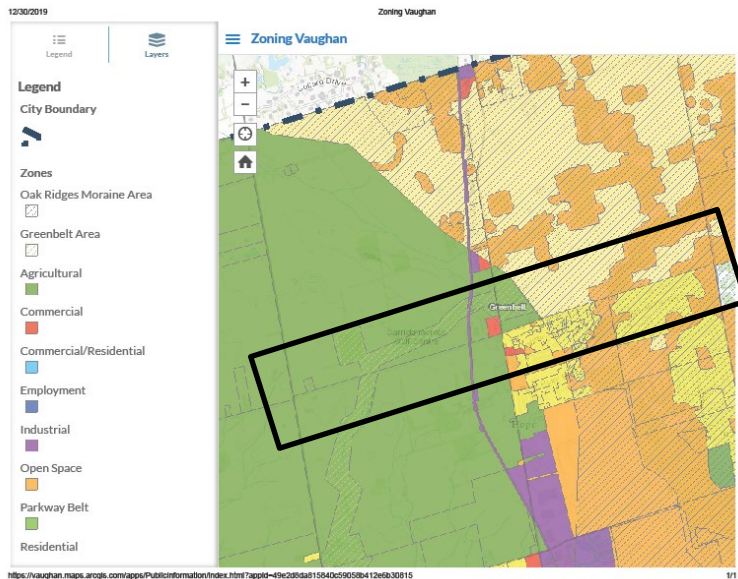 12/30/2019
Zoning Vaughan
Legend
Layers
Zoning Vaughan
Legend
City Boundary
Zones
Oak Ridges Moraine Area
Greenbelt Area
Agricultural
Commercial
Commercial/Residential
Employment
Industrial
Open Space
Parkway Belt
Residential
+
−
Greenbelt
Hope
https://vaughan.maps.arcgis.com/apps/PublicInformation/index.html?appid=49e2d8da815840c59058b412e6b30815
1/1